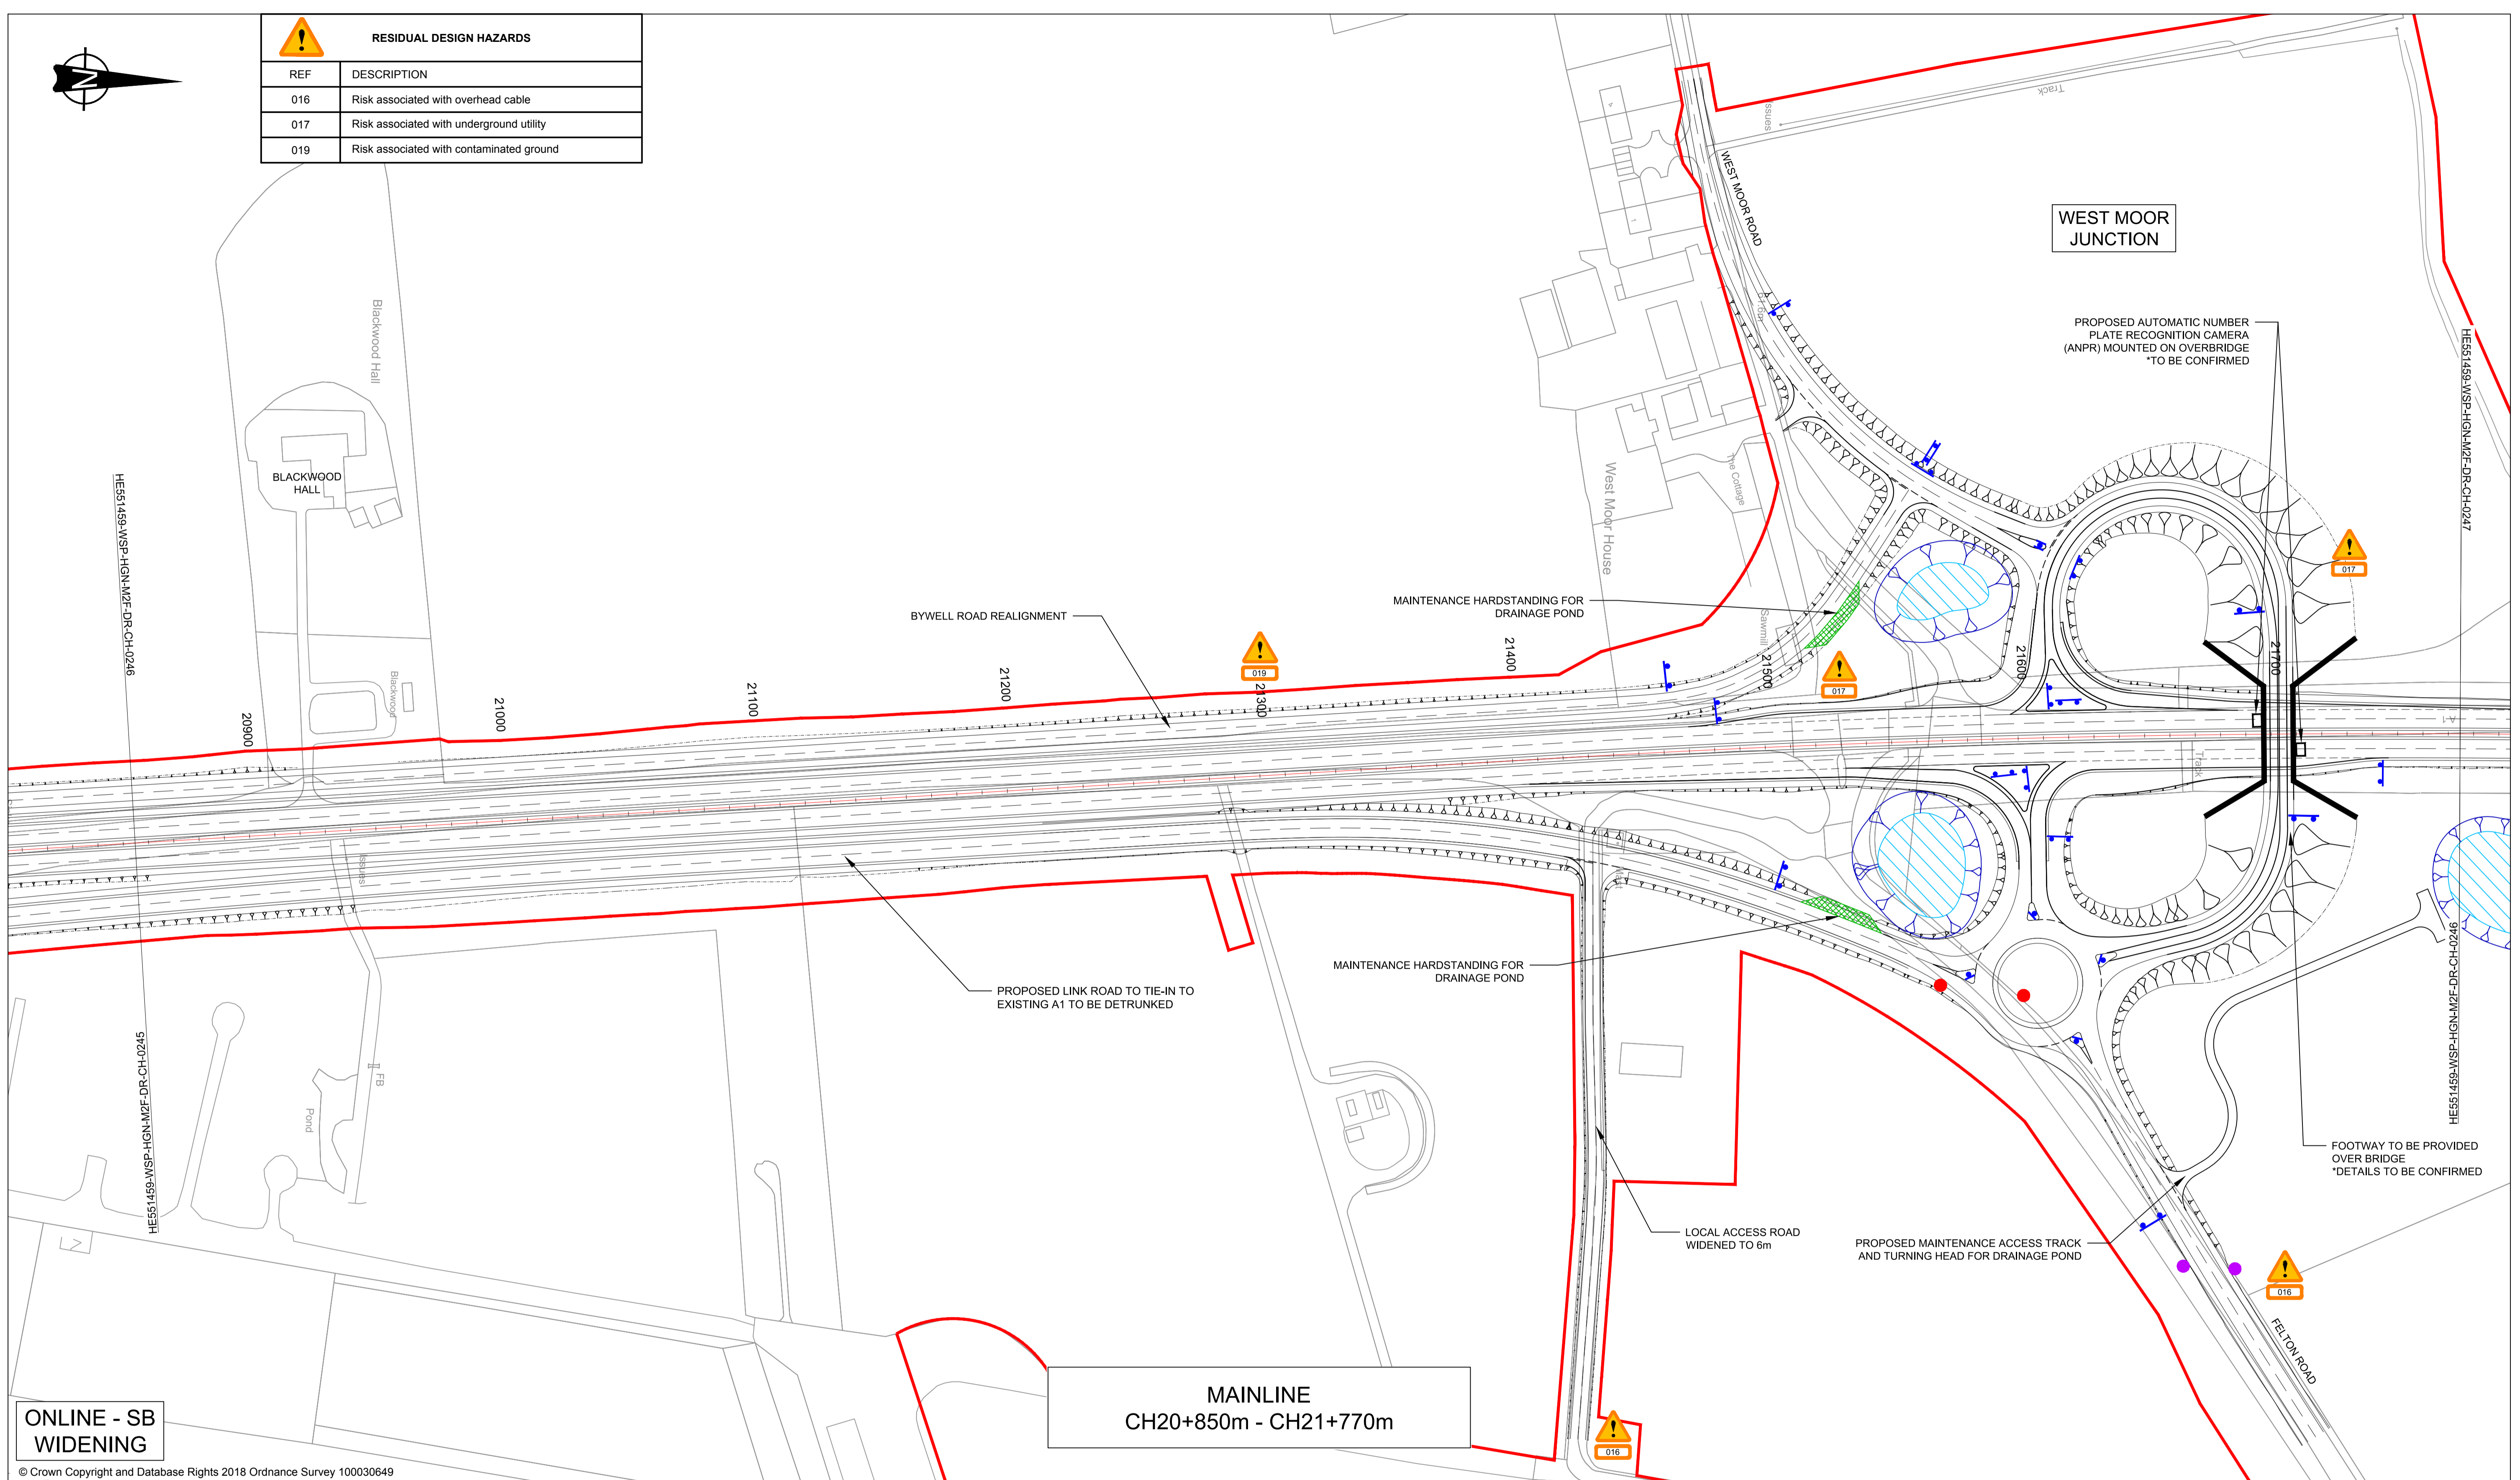 RESIDUAL DESIGN HAZARDS
REF DESCRIPTION
016 Risk associated with overhead cable
017 Risk associated with underground utility
019 Risk associated with contaminated ground
N
WEST MOOR
JUNCTION
Track
WEST MOOR ROAD
PROPOSED AUTOMATIC NUMBER
PLATE RECOGNITION CAMERA
(ANPR) MOUNTED ON OVERBRIDGE
*TO BE CONFIRMED
HE551459-WSP-HGN-M2F-DR-CH-0247
HE551459-WSP-HGN-M2F-DR-CH-0246
Blackwood Hall
BLACKWOOD
HALL
Blackwood
HE551459-WSP-HGN-M2F-DR-CH-0246
HE551459-WSP-HGN-M2F-DR-CH-0245
West Moor House
The Cottage
Sawmill
BYWELL ROAD REALIGNMENT
MAINTENANCE HARDSTANDING FOR
DRAINAGE POND
019
017
017
20900
21000
21100
21200
21300
21400
21500
21600
21700
A1
Track
Issues
FB
Pond
PROPOSED LINK ROAD TO TIE-IN TO
EXISTING A1 TO BE DETRUNKED
MAINTENANCE HARDSTANDING FOR
DRAINAGE POND
FOOTWAY TO BE PROVIDED
OVER BRIDGE
*DETAILS TO BE CONFIRMED
LOCAL ACCESS ROAD
WIDENED TO 6m
PROPOSED MAINTENANCE ACCESS TRACK
AND TURNING HEAD FOR DRAINAGE POND
016
FELTON ROAD
016
MAINLINE
CH20+850m - CH21+770m
ONLINE - SB
WIDENING
© Crown Copyright and Database Rights 2018 Ordnance Survey 100030649